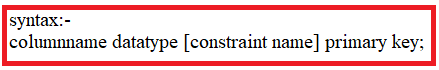 syntax:-
columnname datatype [constraint name] primary key;